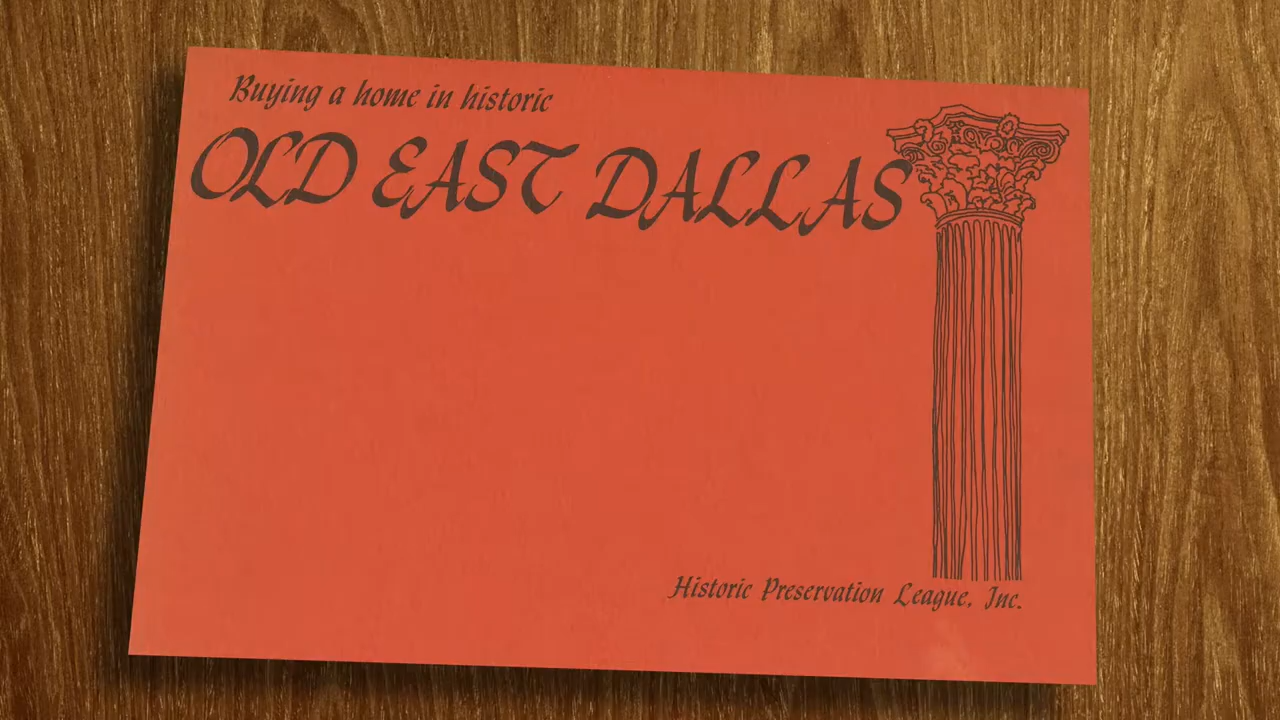 Buying a home in historic
OLD EAST DALLAS
Historic Preservation League, Inc.